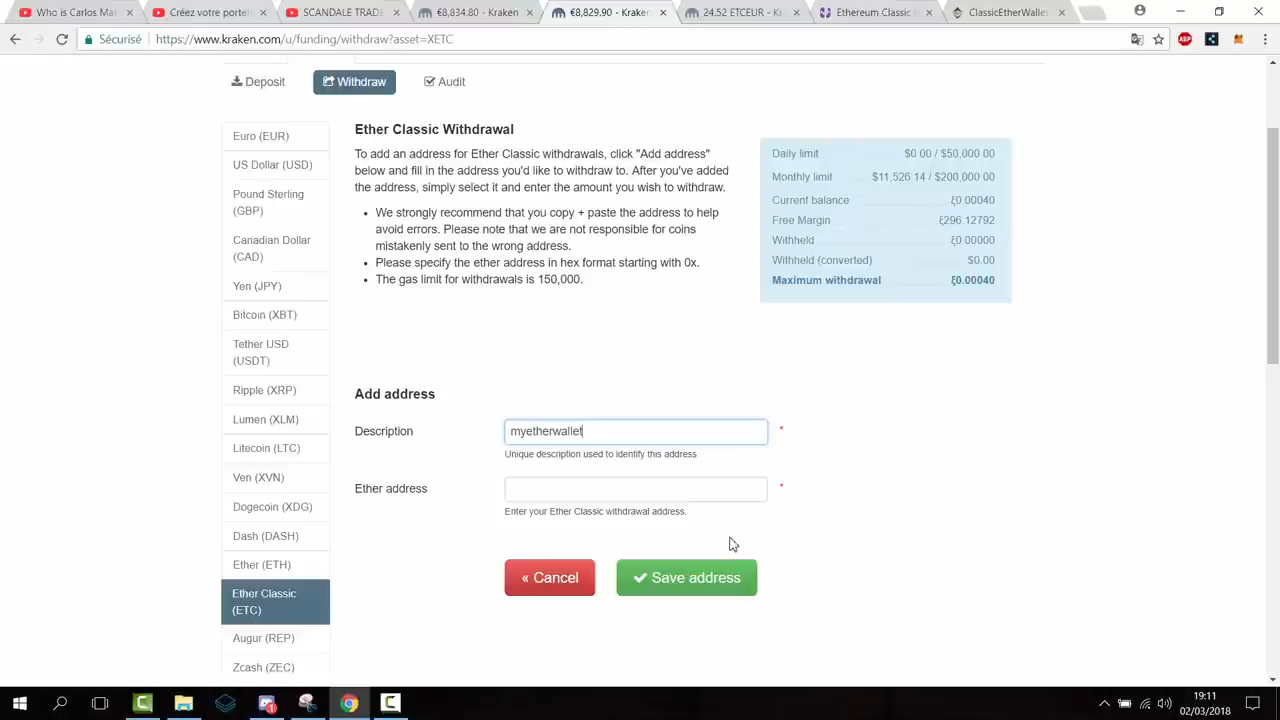 Who is Carlos Ma
Créez votre portef
SCANDALE TRADE
€8,834.80 - Kraken
€8,829.90 - Kraken
24.52 ETCEUR - Kr
Ethereum Classic
ClassicEtherWallet
Sécurisé
https://www.kraken.com/u/funding/withdraw?asset=XETC
ABP
Deposit
Withdraw
Audit
Euro (EUR)
US Dollar (USD)
Pound Sterling
(GBP)
Canadian Dollar
(CAD)
Yen (JPY)
Bitcoin (XBT)
Tether USD
(USDT)
Ripple (XRP)
Lumen (XLM)
Litecoin (LTC)
Ven (XVN)
Dogecoin (XDG)
Dash (DASH)
Ether (ETH)
Ether Classic
(ETC)
Augur (REP)
Zcash (ZEC)
Ether Classic Withdrawal
To add an address for Ether Classic withdrawals, click "Add address"
below and fill in the address you'd like to withdraw to. After you've added
the address, simply select it and enter the amount you wish to withdraw.
• We strongly recommend that you copy + paste the address to help
avoid errors. Please note that we are not responsible for coins
mistakenly sent to the wrong address.
• Please specify the ether address in hex format starting with 0x.
• The gas limit for withdrawals is 150,000.
Daily limit $0.00 / $50,000.00
Monthly limit $11,526.14 / $200,000.00
Current balance ξ0.00040
Free Margin ξ296.12792
Withheld ξ0.00000
Withheld (converted) $0.00
Maximum withdrawal ξ0.00040
Add address
Description
myetherwallet
*
Unique description used to identify this address
Ether address
*
Enter your Ether Classic withdrawal address.
« Cancel
Save address
19:11
02/03/2018